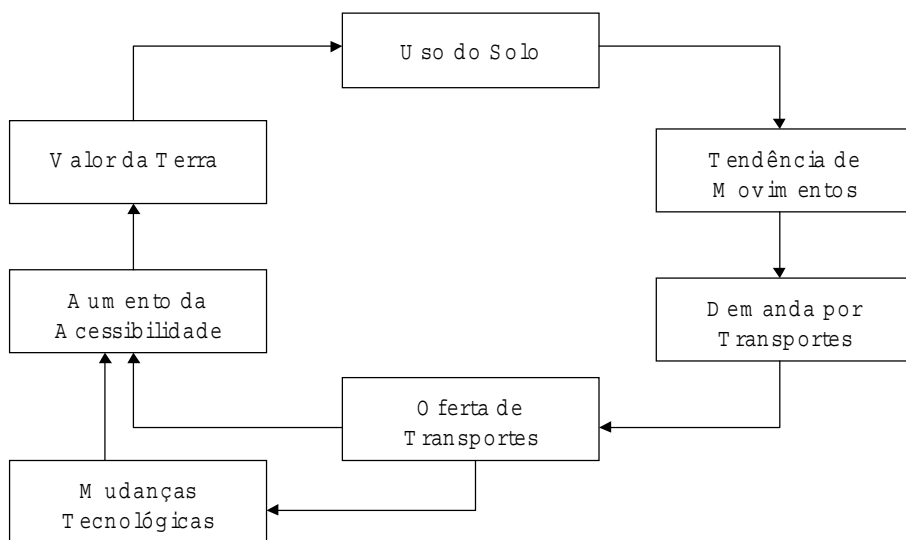 Uso do Solo
Valor da Terra
Tendência de
Movimentos
Aumento da
Acessibilidade
Demanda por
Transportes
Oferta de
Transportes
Mudanças
Tecnológicas